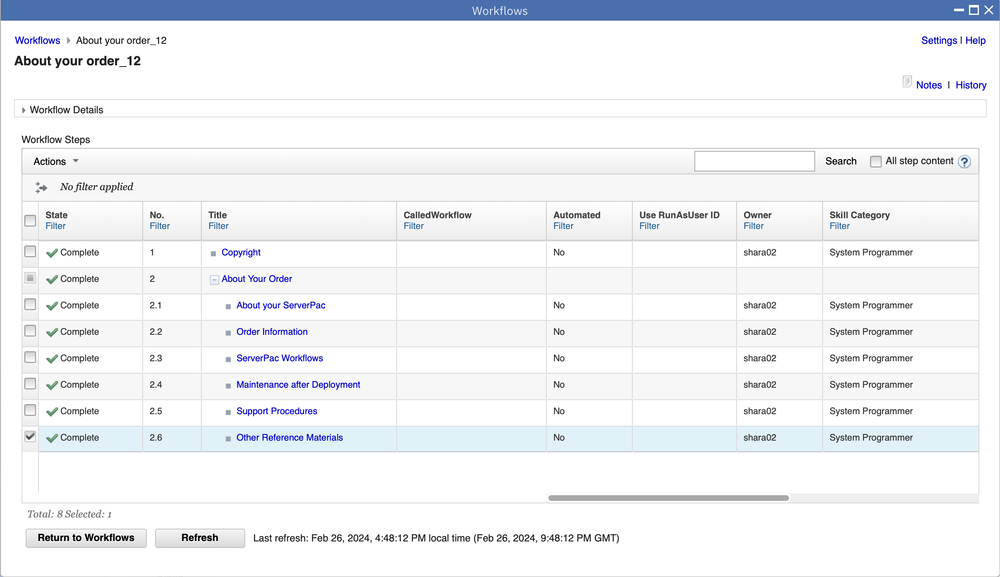 Workflows
Workflows About your order_12 Settings | Help
About your order_12
Notes | History
Workflow Details
Workflow Steps
Actions Search All step content ?
No filter applied
State No. Title CalledWorkflow Automated Use RunAsUser ID Owner Skill Category
Filter Filter Filter Filter Filter Filter Filter Filter
Complete 1 Copyright No shara02 System Programmer
Complete 2 About Your Order
Complete 2.1 About your ServerPac No shara02 System Programmer
Complete 2.2 Order Information No shara02 System Programmer
Complete 2.3 ServerPac Workflows No shara02 System Programmer
Complete 2.4 Maintenance after Deployment No shara02 System Programmer
Complete 2.5 Support Procedures No shara02 System Programmer
Complete 2.6 Other Reference Materials No shara02 System Programmer
Total: 8 Selected: 1
Return to Workflows Refresh Last refresh: Feb 26, 2024, 4:48:12 PM local time (Feb 26, 2024, 9:48:12 PM GMT)